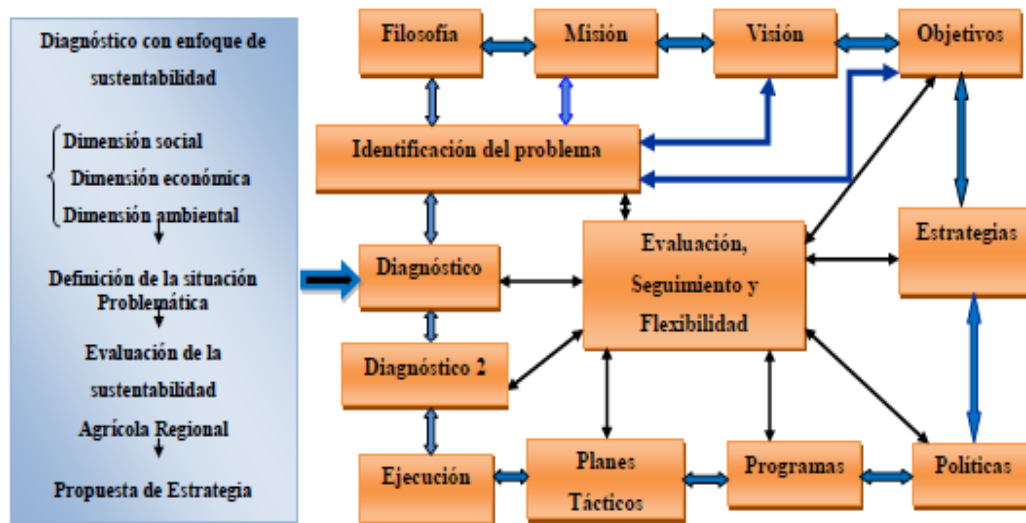 Diagnóstico con enfoque de
sustentabilidad
Dimensión social
Dimensión económica
Dimensión ambiental
Definición de la situación
Problemática
Evaluación de la
sustentabilidad
Agrícola Regional
Propuesta de Estrategia
Filosofía
Misión
Visión
Objetivos
Identificación del problema
Diagnóstico
Evaluación,
Seguimiento y
Flexibilidad
Estrategias
Diagnóstico 2
Ejecución
Planes
Tácticos
Programas
Políticas